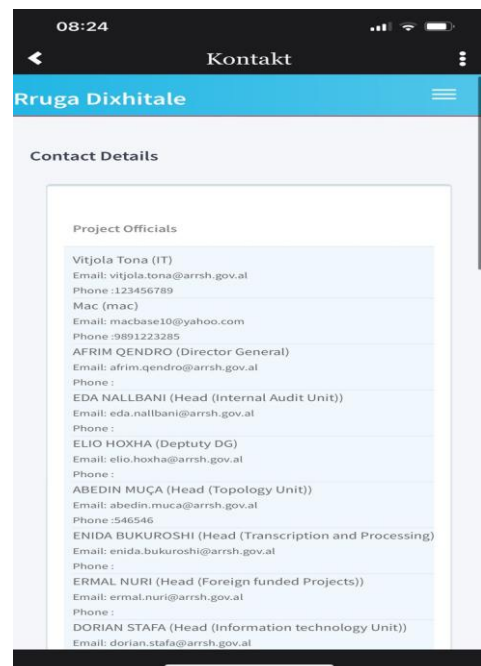 08:24
Kontakt
Rruga Dixhitale
Contact Details
Project Officials
Vitjola Tona (IT)
Email: vitjola.tona@arrsh.gov.al
Phone :123456789
Mac (mac)
Email: macbase10@yahoo.com
Phone :9891223285
AFRIM QENDRO (Director General)
Email: afrim.qendro@arrsh.gov.al
Phone :
EDA NALLBANI (Head (Internal Audit Unit))
Email: eda.nallbani@arrsh.gov.al
Phone :
ELIO HOXHA (Deptuty DG)
Email: elio.hoxha@arrsh.gov.al
Phone :
ABEDIN MUÇA (Head (Topology Unit))
Email: abedin.muca@arrsh.gov.al
Phone :546546
ENIDA BUKUROSHI (Head (Transcription and Processing)
Email: enida.bukuroshi@arrsh.gov.al
Phone :
ERMAL NURI (Head (Foreign funded Projects))
Email: ermal.nuri@arrsh.gov.al
Phone :
DORIAN STAFA (Head (Information technology Unit))
Email: dorian.stafa@arrsh.gov.al